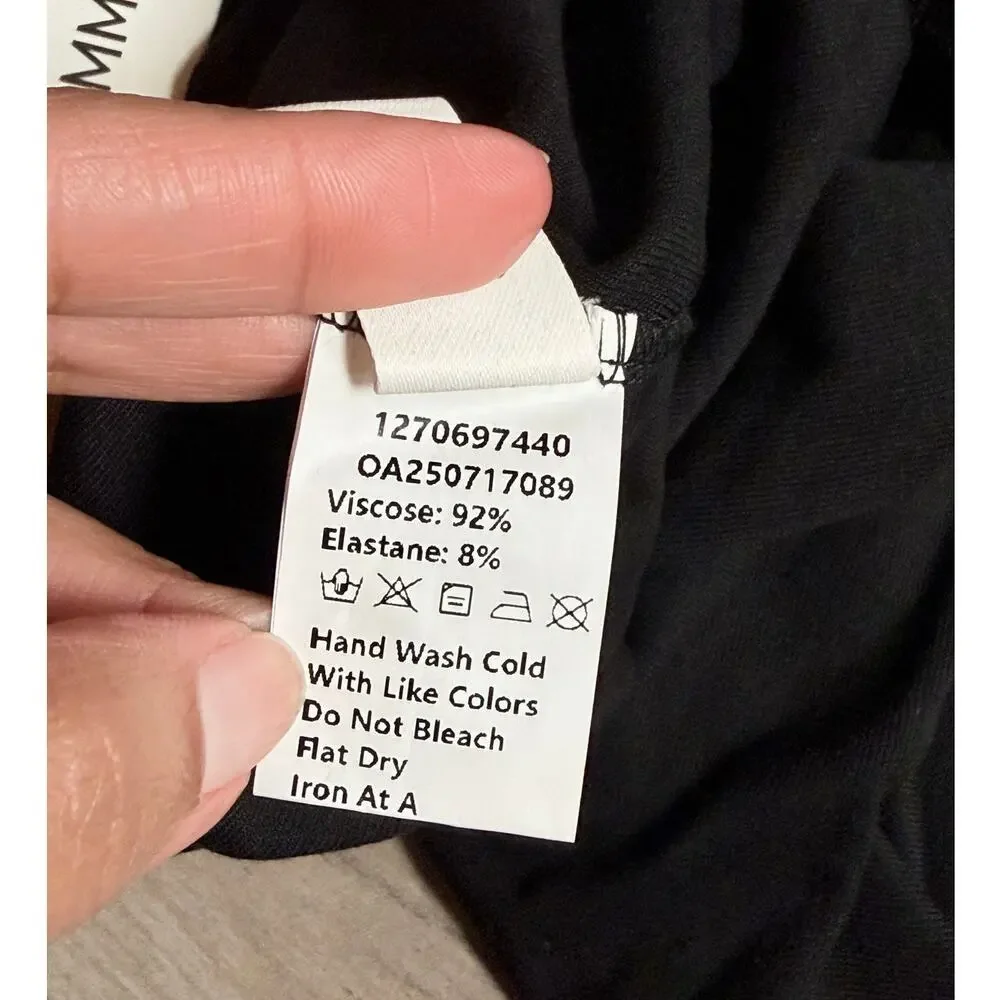 MM
1270697440
OA250717089
Viscose: 92%
Elastane: 8%
Hand Wash Cold
With Like Colors
Do Not Bleach
Flat Dry
Iron At A